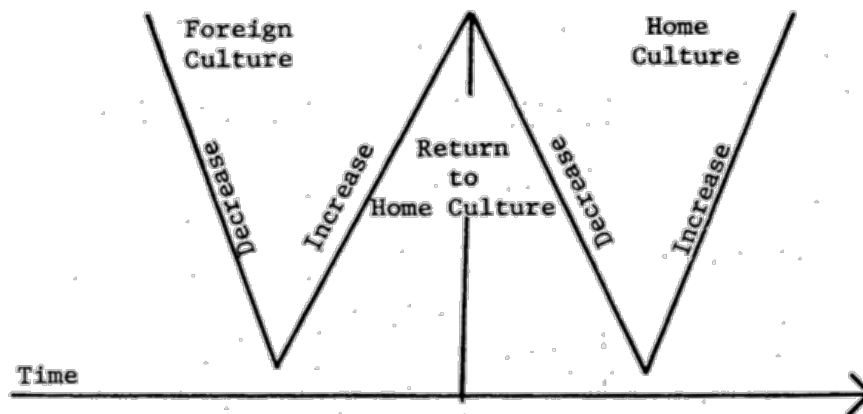 Foreign
Culture
Home
Culture
Decrease
Increase
Return
to
Home Culture
Decrease
Increase
Time